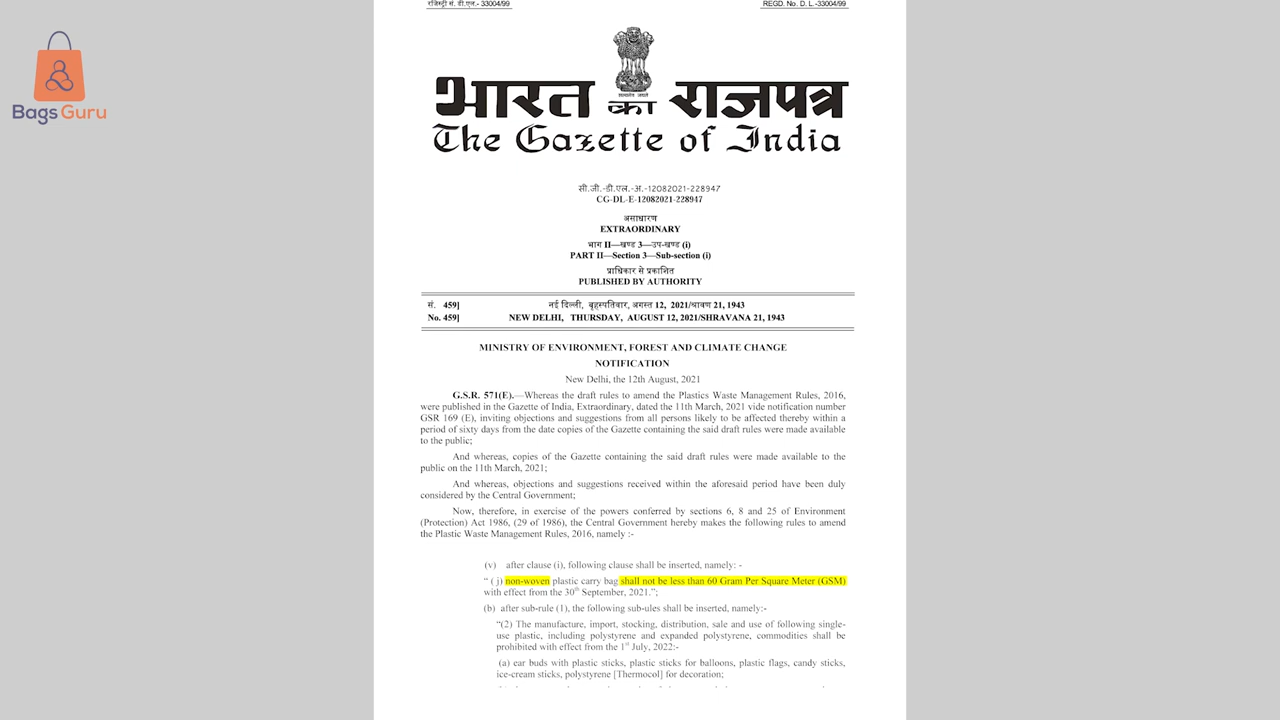 रजिस्ट्री सं. डी.एल.- 33004/99
REGD. No. D. L.-33004/99
Bags Guru
सत्यमेव जयते
भारत का राजपत्र
The Gazette of India
सी.जी.-डी.एल.-अ.-12082021-228947
CG-DL-E-12082021-228947
असाधारण
EXTRAORDINARY
भाग II—खण्ड 3—उप-खण्ड (i)
PART II—Section 3—Sub-section (i)
प्राधिकार से प्रकाशित
PUBLISHED BY AUTHORITY
सं. 459]
नई दिल्ली, बृहस्पतिवार, अगस्त 12, 2021/श्रावण 21, 1943
No. 459]
NEW DELHI, THURSDAY, AUGUST 12, 2021/SHRAVANA 21, 1943
MINISTRY OF ENVIRONMENT, FOREST AND CLIMATE CHANGE
NOTIFICATION
New Delhi, the 12th August, 2021
G.S.R. 571(E).—Whereas the draft rules to amend the Plastics Waste Management Rules, 2016,
were published in the Gazette of India, Extraordinary, dated the 11th March, 2021 vide notification number
GSR 169 (E), inviting objections and suggestions from all persons likely to be affected thereby within a
period of sixty days from the date copies of the Gazette containing the said draft rules were made available
to the public;
And whereas, copies of the Gazette containing the said draft rules were made available to the
public on the 11th March, 2021;
And whereas, objections and suggestions received within the aforesaid period have been duly
considered by the Central Government;
Now, therefore, in exercise of the powers conferred by sections 6, 8 and 25 of Environment
(Protection) Act 1986, (29 of 1986), the Central Government hereby makes the following rules to amend
the Plastic Waste Management Rules, 2016, namely :-
(v) after clause (i), following clause shall be inserted, namely: -
“ ( j) non-woven plastic carry bag shall not be less than 60 Gram Per Square Meter (GSM)
with effect from the 30th September, 2021.”;
(b) after sub-rule (1), the following sub-ules shall be inserted, namely:-
“(2) The manufacture, import, stocking, distribution, sale and use of following single-
use plastic, including polystyrene and expanded polystyrene, commodities shall be
prohibited with effect from the 1st July, 2022:-
(a) ear buds with plastic sticks, plastic sticks for balloons, plastic flags, candy sticks,
ice-cream sticks, polystyrene [Thermocol] for decoration;